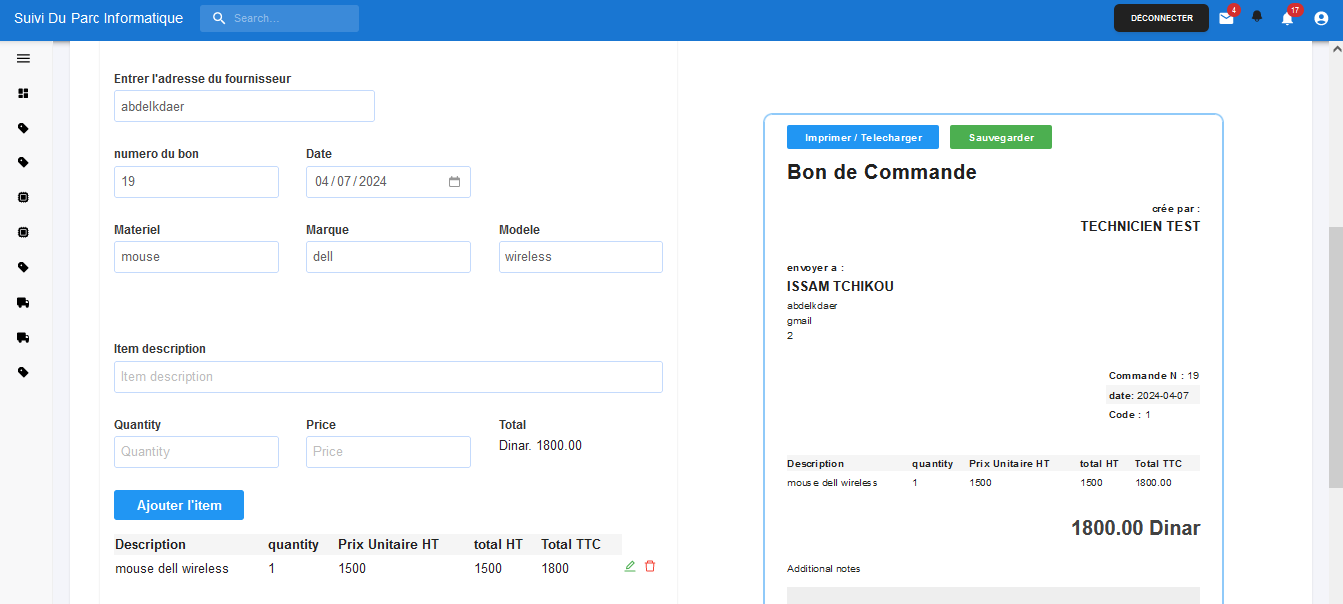 Suivi Du Parc Informatique
Search...
DÉCONNECTER
4
17
Entrer l'adresse du fournisseur
abdelkdaer
numero du bon
Date
19
04/07/2024
Materiel
Marque
Modele
mouse
dell
wireless
Item description
Item description
Quantity
Price
Total
Quantity
Price
Dinar. 1800.00
Ajouter l'item
Description quantity Prix Unitaire HT total HT Total TTC
mouse dell wireless 1 1500 1500 1800
Imprimer / Telecharger
Sauvegarder
Bon de Commande
crée par :
TECHNICIEN TEST
envoyer a :
ISSAM TCHIKOU
abdelkdaer
gmail
2
Commande N : 19
date: 2024-04-07
Code : 1
Description quantity Prix Unitaire HT total HT Total TTC
mouse dell wireless 1 1500 1500 1800.00
1800.00 Dinar
Additional notes